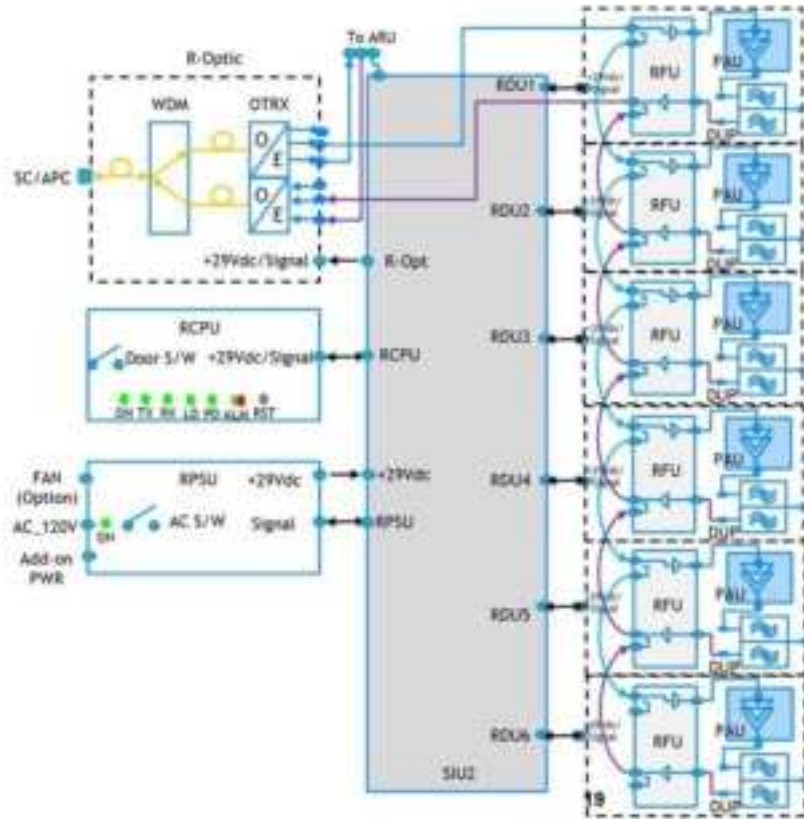 To ARU
R-Optic
WDM
OTRX
O
E
O
E
SC/APC
+29Vdc/Signal
R-Opt
RCPU
Door S/W
+29Vdc/Signal
RCPU
ON TX RX LD PD ALM RST
FAN
(Option)
RPSU
+29Vdc
+29Vdc
AC_120V
ON
AC S/W
Signal
RPSU
Add-on
PWR
SIU2
RDU1
RFU
PAU
DUP
RDU2
RFU
PAU
DUP
RDU3
RFU
PAU
DUP
RDU4
RFU
PAU
DUP
RDU5
RFU
PAU
DUP
RDU6
RFU
PAU
DUP
19